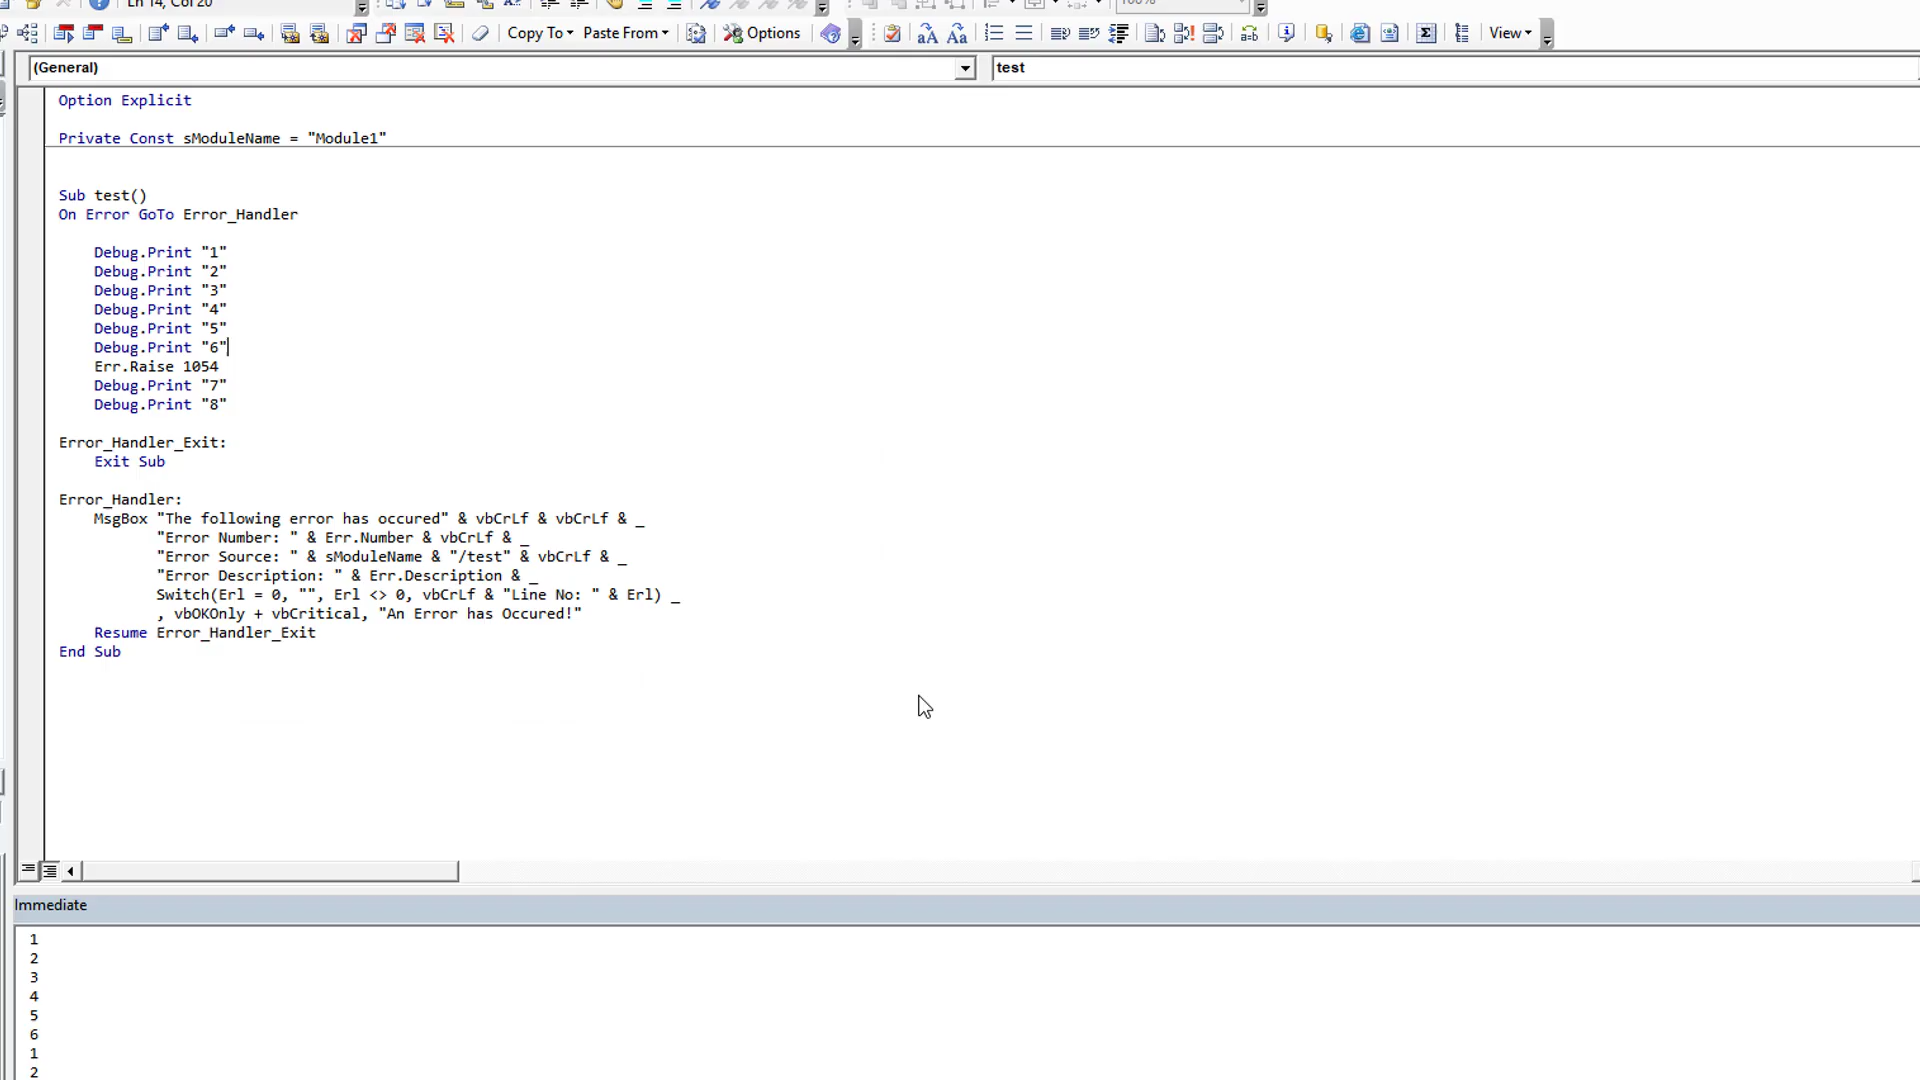 Ln 14, Col 20
100%
Copy To
Paste From
Options
View
(General)
test
Option Explicit
Private Const sModuleName = "Module1"
Sub test()
On Error GoTo Error_Handler
Debug.Print "1"
Debug.Print "2"
Debug.Print "3"
Debug.Print "4"
Debug.Print "5"
Debug.Print "6"
Err.Raise 1054
Debug.Print "7"
Debug.Print "8"
Error_Handler_Exit:
Exit Sub
Error_Handler:
MsgBox "The following error has occured" & vbCrLf & vbCrLf & _
"Error Number: " & Err.Number & vbCrLf & _
"Error Source: " & sModuleName & "/test" & vbCrLf & _
"Error Description: " & Err.Description & _
Switch(Erl = 0, "", Erl <> 0, vbCrLf & "Line No: " & Erl) _
, vbOKOnly + vbCritical, "An Error has Occured!"
Resume Error_Handler_Exit
End Sub
Immediate
1
2
3
4
5
6
1
2